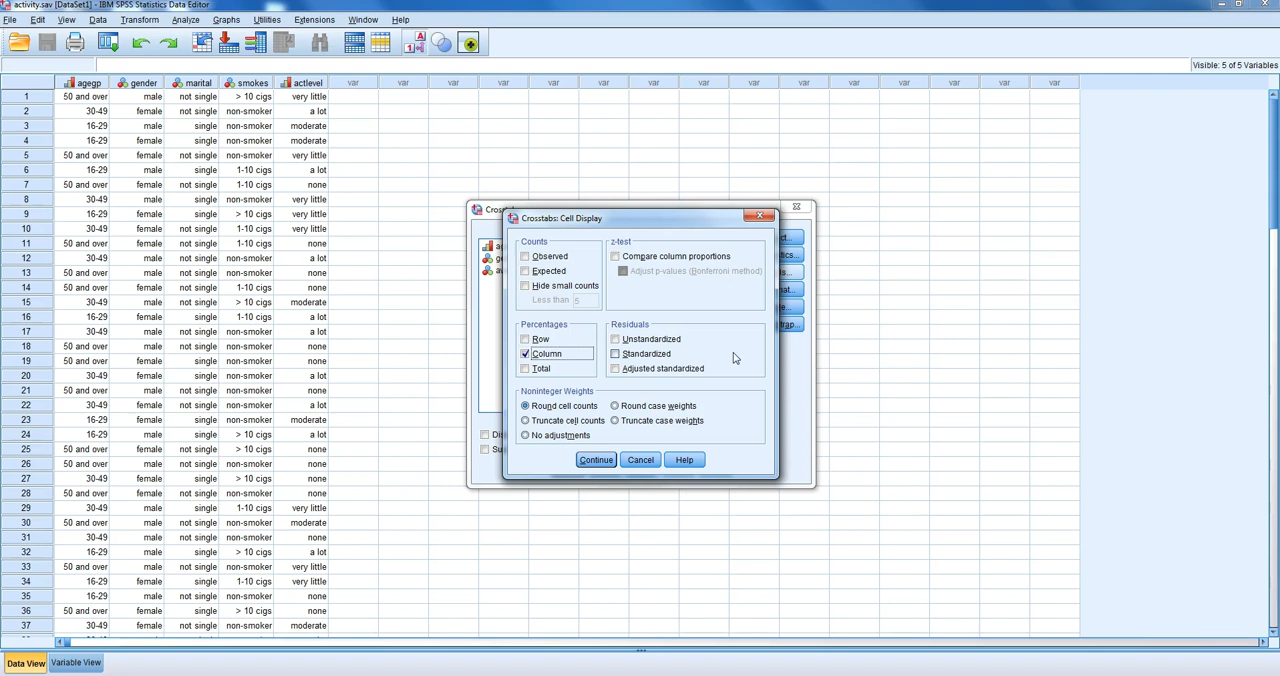 activity.sav [DataSet1] - IBM SPSS Statistics Data Editor
File Edit View Data Transform Analyze Graphs Utilities Extensions Window Help
Visible: 5 of 5 Variables
agegp gender marital smokes actlevel var var var var var var var var var var var var var var var
1 50 and over male not single > 10 cigs very little
2 30-49 female not single non-smoker a lot
3 16-29 male single non-smoker moderate
4 16-29 female single non-smoker moderate
5 50 and over female not single non-smoker very little
6 16-29 male single 1-10 cigs a lot
7 50 and over female not single 1-10 cigs none
8 30-49 male not single non-smoker very little
9 16-29 female single > 10 cigs very little
10 30-49 female not single > 10 cigs very little
11 50 and over female not single 1-10 cigs none
12 30-49 male not single non-smoker a lot
13 50 and over female not single non-smoker none
14 50 and over female not single 1-10 cigs none
15 30-49 male not single > 10 cigs moderate
16 16-29 male single 1-10 cigs a lot
17 30-49 male not single non-smoker a lot
18 50 and over male not single non-smoker none
19 50 and over female not single > 10 cigs none
20 30-49 male single > 10 cigs a lot
21 50 and over male not single > 10 cigs none
22 30-49 female not single non-smoker a lot
23 16-29 female single non-smoker moderate
24 16-29 male single > 10 cigs a lot
25 50 and over male not single > 10 cigs none
26 50 and over male not single non-smoker none
27 30-49 male single > 10 cigs none
28 50 and over female not single non-smoker none
29 30-49 male single 1-10 cigs very little
30 50 and over male not single non-smoker moderate
31 30-49 male not single non-smoker none
32 16-29 male single > 10 cigs a lot
33 50 and over female not single non-smoker very little
34 16-29 female single 1-10 cigs very little
35 16-29 male not single non-smoker none
36 50 and over female single > 10 cigs none
37 30-49 male single non-smoker moderate
Crosstabs: Cell Display
Counts
Observed
Expected
Hide small counts
Less than 5
z-test
Compare column proportions
Adjust p-values (Bonferroni method)
Percentages
Row
Column
Total
Residuals
Unstandardized
Standardized
Adjusted standardized
Noninteger Weights
Round cell counts Round case weights
Truncate cell counts Truncate case weights
No adjustments
Continue Cancel Help
Data View Variable View